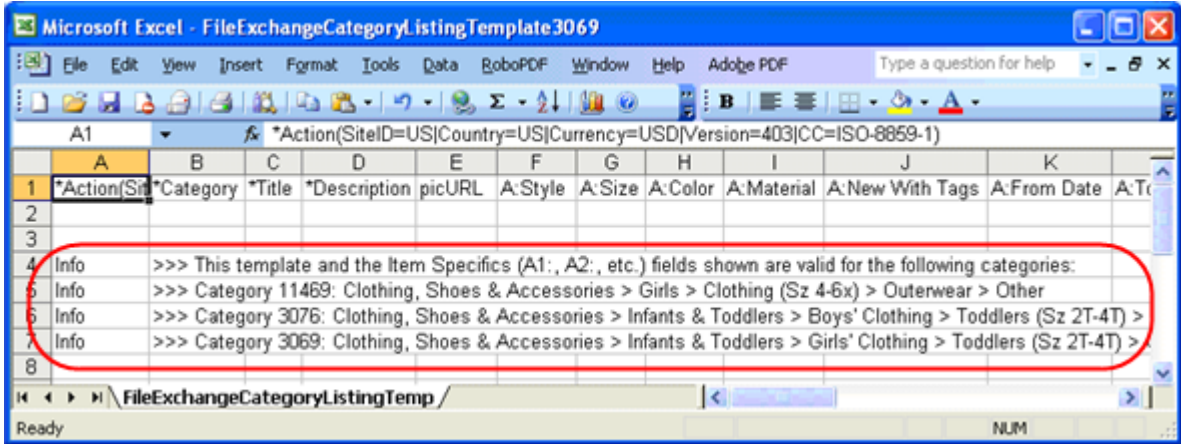 Microsoft Excel - FileExchangeCategoryListingTemplate3069
File Edit View Insert Format Tools Data RoboPDF Window Help Adobe PDF Type a question for help
Σ B A
A1 fx *Action(SiteID=US|Country=US|Currency=USD|Version=403|CC=ISO-8859-1)
A B C D E F G H I J K
1 *Action(Sit *Category *Title *Description picURL A:Style A:Size A:Color A:Material A:New With Tags A:From Date A:To
2
3
4 Info >>> This template and the Item Specifics (A1:, A2:, etc.) fields shown are valid for the following categories:
5 Info >>> Category 11469: Clothing, Shoes & Accessories > Girls > Clothing (Sz 4-6x) > Outerwear > Other
6 Info >>> Category 3076: Clothing, Shoes & Accessories > Infants & Toddlers > Boys' Clothing > Toddlers (Sz 2T-4T) >
7 Info >>> Category 3069: Clothing, Shoes & Accessories > Infants & Toddlers > Girls' Clothing > Toddlers (Sz 2T-4T) >
8
FileExchangeCategoryListingTemp
Ready NUM